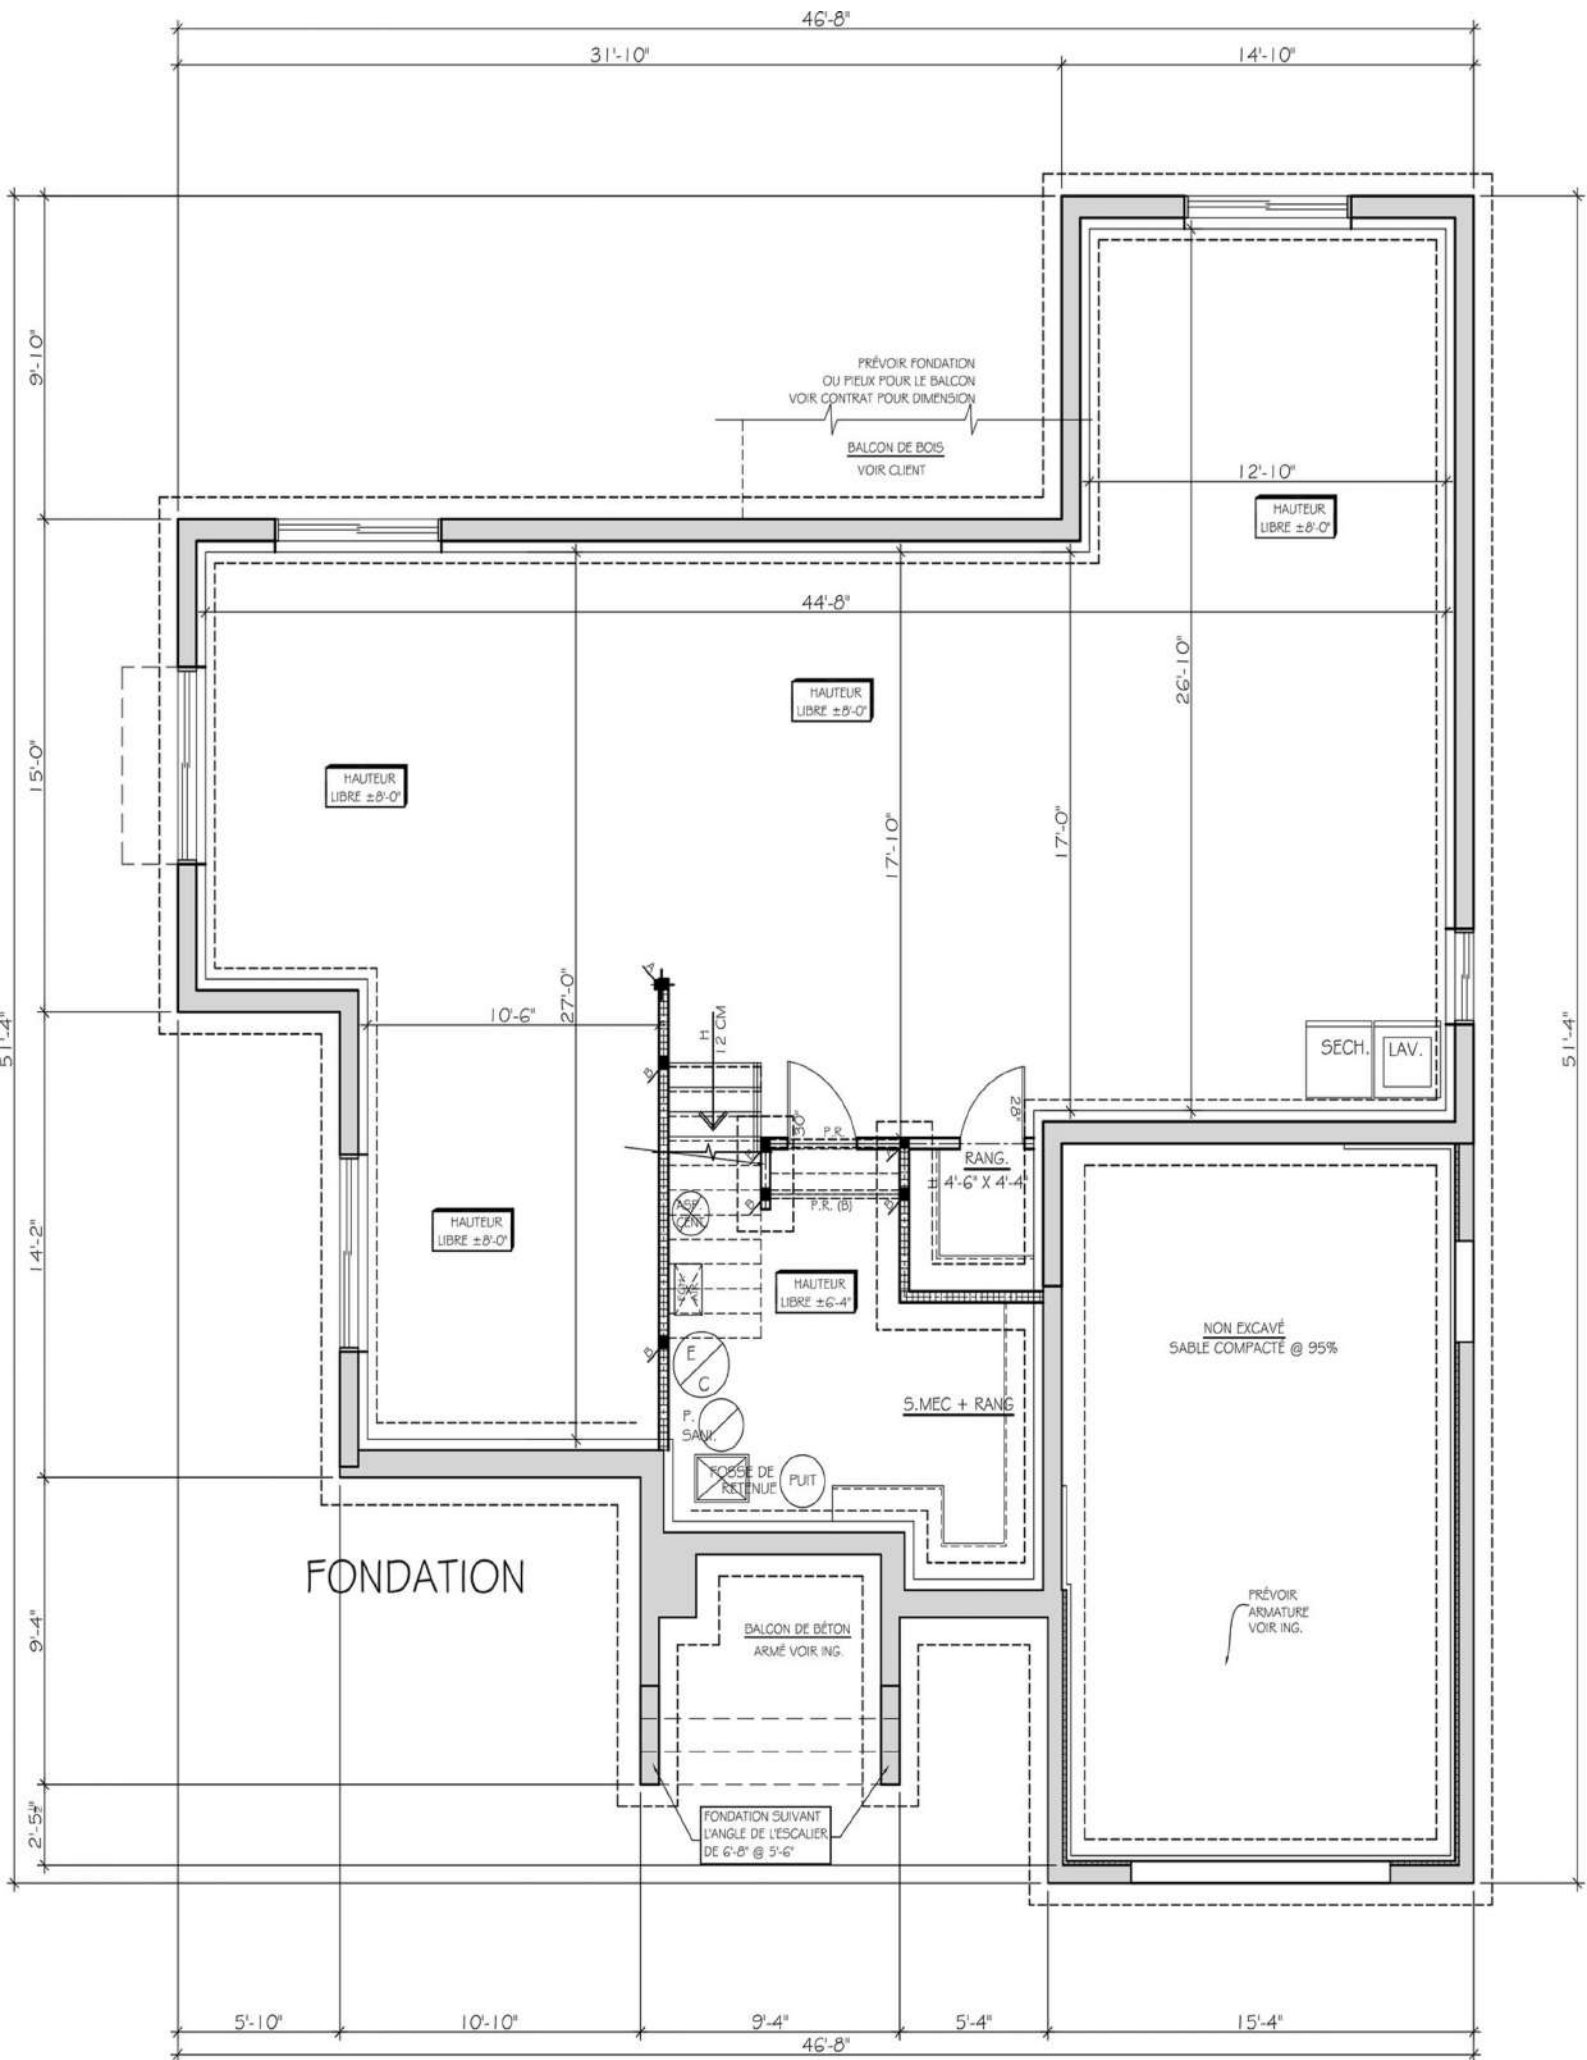 46'-8"
31'-10"
14'-10"
9'-10"
PRÉVOIR FONDATION
OU PIEUX POUR LE BALCON
VOIR CONTRAT POUR DIMENSION
BALCON DE BOIS
VOIR CLIENT
12'-10"
HAUTEUR
LIBRE ±8'-0"
44'-8"
26'-10"
HAUTEUR
LIBRE ±8'-0"
15'-0"
HAUTEUR
LIBRE ±8'-0"
17'-10"
17'-0"
27'-0"
10'-6"
A
H
12 CM
51'-4"
51'-4"
SECH.
LAV.
B
30"
P.R.
28"
RANG.
± 4'-6" X 4'-4"
B
P.R. (B)
B
ASP.
CENT.
14'-2"
HAUTEUR
LIBRE ±8'-0"
HAUTEUR
LIBRE ±6'-4"
NON EXCAVÉ
SABLE COMPACTÉ @ 95%
B
E
C
S.MEC + RANG
P.
SANI.
FOSSE DE
RETENUE
PUIT
FONDATION
9'-4"
BALCON DE BÉTON
ARMÉ VOIR ING.
PRÉVOIR
ARMATURE
VOIR ING.
2'-5½"
FONDATION SUIVANT
L'ANGLE DE L'ESCALIER
DE 6'-8" @ 5'-6"
5'-10"
10'-10"
9'-4"
5'-4"
15'-4"
46'-8"